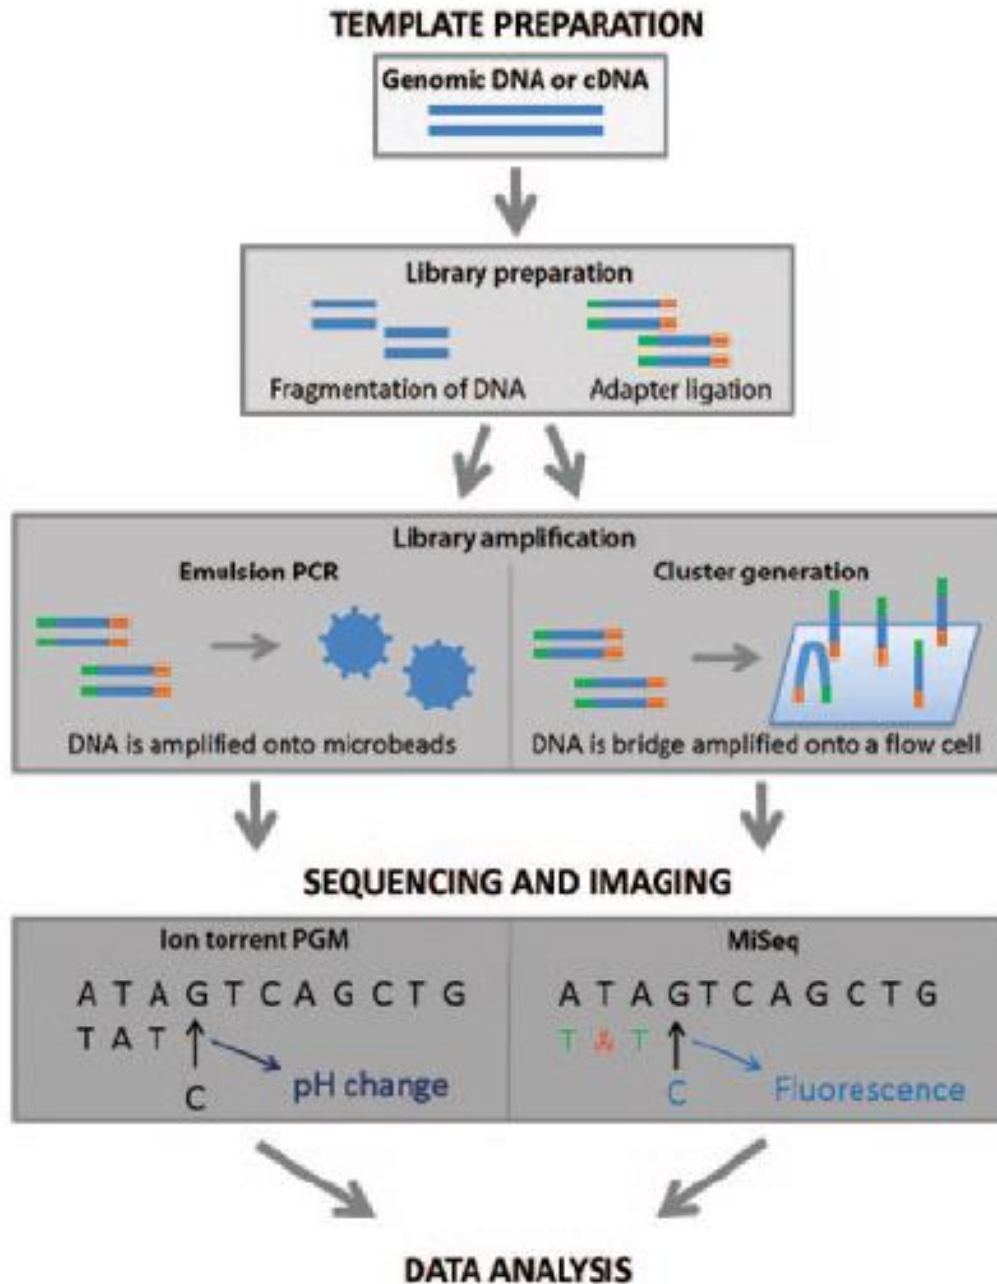 TEMPLATE PREPARATION
Genomic DNA or cDNA
Library preparation
Fragmentation of DNA
Adapter ligation
Library amplification
Emulsion PCR
DNA is amplified onto microbeads
Cluster generation
DNA is bridge amplified onto a flow cell
SEQUENCING AND IMAGING
Ion torrent PGM
A T A G T C A G C T G
T A T
C
pH change
MiSeq
A T A G T C A G C T G
T A T
C
Fluorescence
DATA ANALYSIS